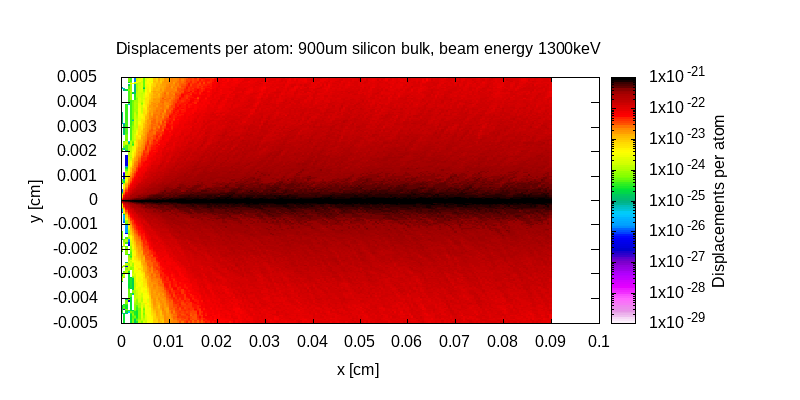 Displacements per atom: 900um silicon bulk, beam energy 1300keV
y [cm]
0.005
0.004
0.003
0.002
0.001
0
-0.001
-0.002
-0.003
-0.004
-0.005
0 0.01 0.02 0.03 0.04 0.05 0.06 0.07 0.08 0.09 0.1
x [cm]
1x10-21
1x10-22
1x10-23
1x10-24
1x10-25
1x10-26
1x10-27
1x10-28
1x10-29
Displacements per atom